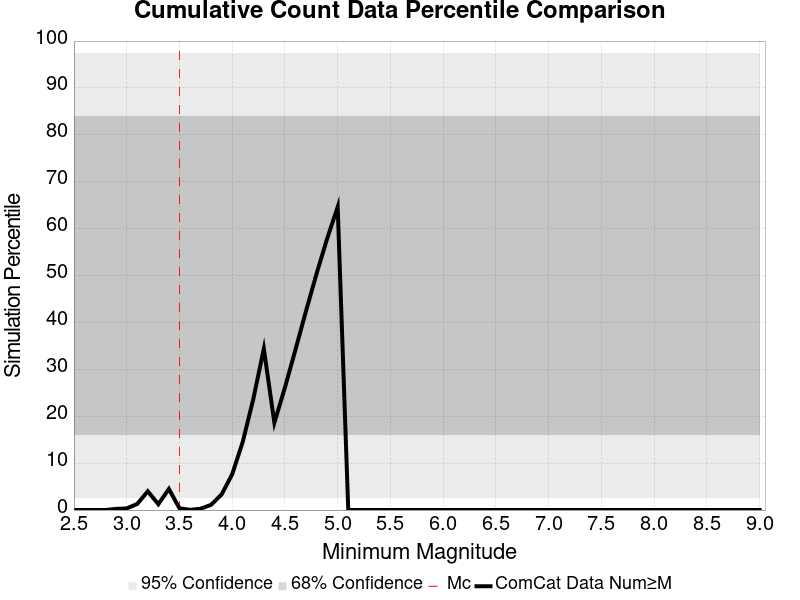 Cumulative Count Data Percentile Comparison
100
90
80
70
60
50
40
30
20
10
0
Simulation Percentile
2.5 3.0 3.5 4.0 4.5 5.0 5.5 6.0 6.5 7.0 7.5 8.0 8.5 9.0
Minimum Magnitude
95% Confidence 68% Confidence Mc ComCat Data Num≥M